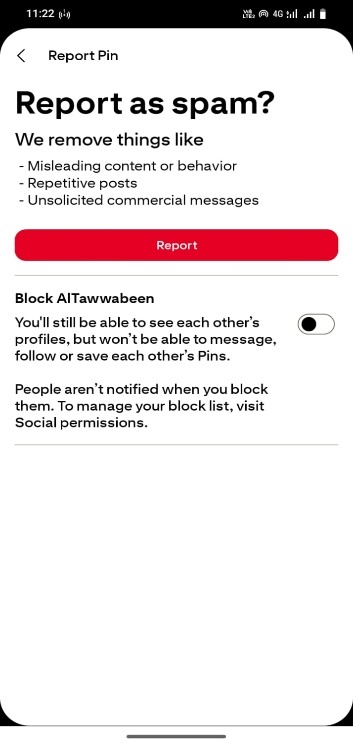 11:22
Vo5 LTE2 4G
Report Pin
Report as spam?
We remove things like
- Misleading content or behavior
- Repetitive posts
- Unsolicited commercial messages
Report
Block AlTawwabeen
You'll still be able to see each other's
profiles, but won't be able to message,
follow or save each other's Pins.
People aren't notified when you block
them. To manage your block list, visit
Social permissions.